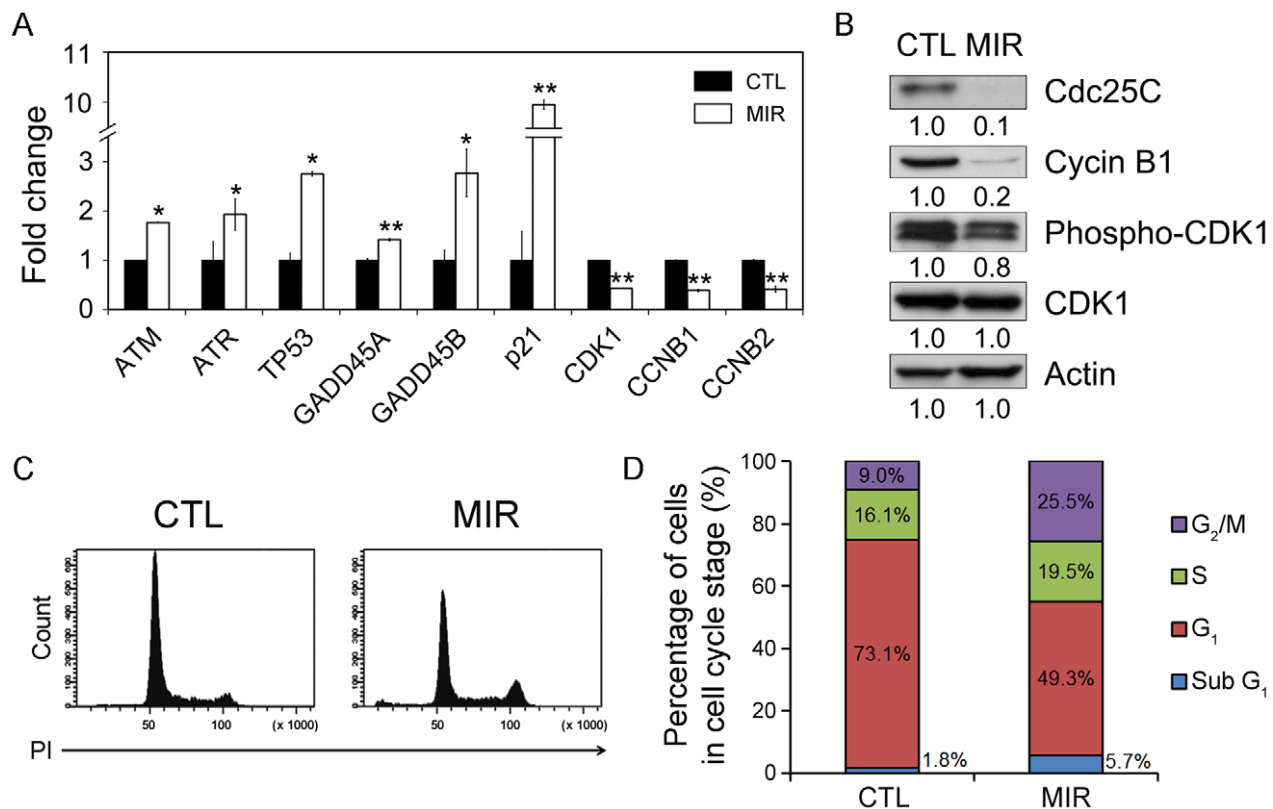 A
11
10
3
2
1
0
Fold change
CTL
MIR
*
*
*
**
*
**
**
**
**
ATM
ATR
TP53
GADD45A
GADD45B
p21
CDK1
CCNB1
CCNB2
B
CTL MIR
Cdc25C
1.0 0.1
Cycin B1
1.0 0.2
Phospho-CDK1
1.0 0.8
CDK1
1.0 1.0
Actin
1.0 1.0
C
CTL
MIR
Count
50 100 (x 1000)
50 100 (x 1000)
PI
D
Percentage of cells
in cell cycle stage (%)
100
80
60
40
20
0
9.0%
16.1%
73.1%
1.8%
25.5%
19.5%
49.3%
5.7%
CTL
MIR
G2/M
S
G1
Sub G1